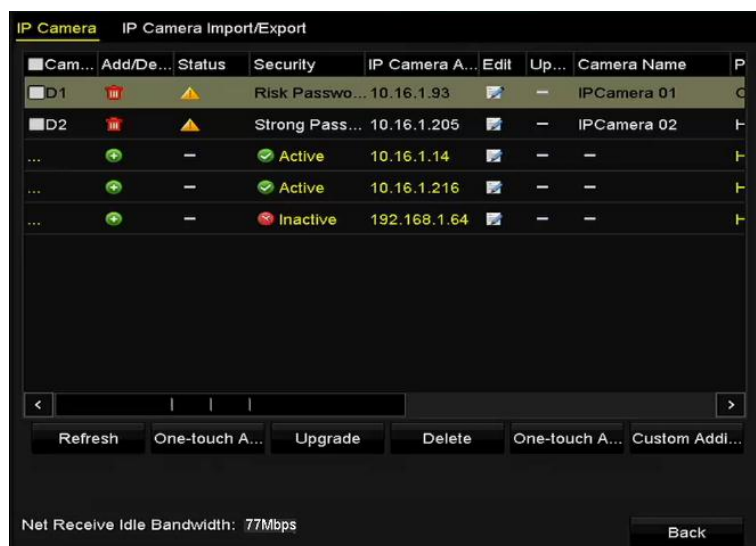 IP Camera IP Camera Import/Export
Cam... Add/De... Status Security IP Camera A... Edit Up... Camera Name P
D1 Risk Passwo... 10.16.1.93 – IPCamera 01
D2 Strong Pass... 10.16.1.205 – IPCamera 02 H
... – Active 10.16.1.14 – – H
... – Active 10.16.1.216 – – H
... – Inactive 192.168.1.64 – – H
Refresh One-touch A... Upgrade Delete One-touch A... Custom Addi...
Net Receive Idle Bandwidth: 77Mbps
Back